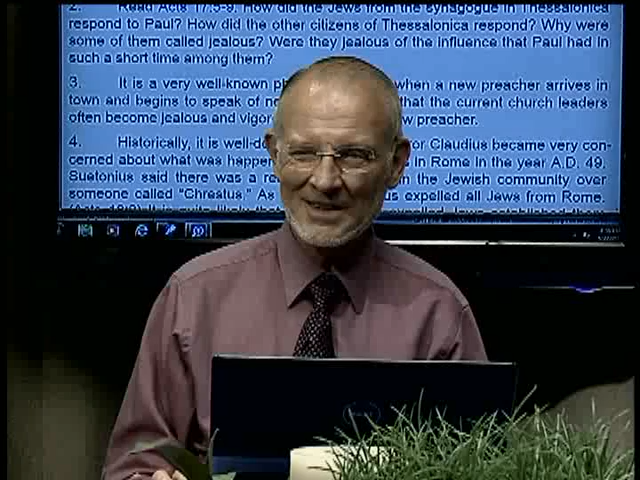 2. Read Acts 17:5-9. How did the Jews from the synagogue in Thessalonica
respond to Paul? How did the other citizens of Thessalonica respond? Why were
some of them called jealous? Were they jealous of the influence that Paul had in
such a short time among them?
3. It is a very well-known when a new preacher arrives in
town and begins to speak of that the current church leaders
often become jealous and preacher.
4. Historically, it is or Claudius became very con-
cerned about what was in Rome in the year A.D. 49.
Suetonius said there was a the Jewish community over
someone called "Chrestus." As expelled all Jews from Rome.
DELL